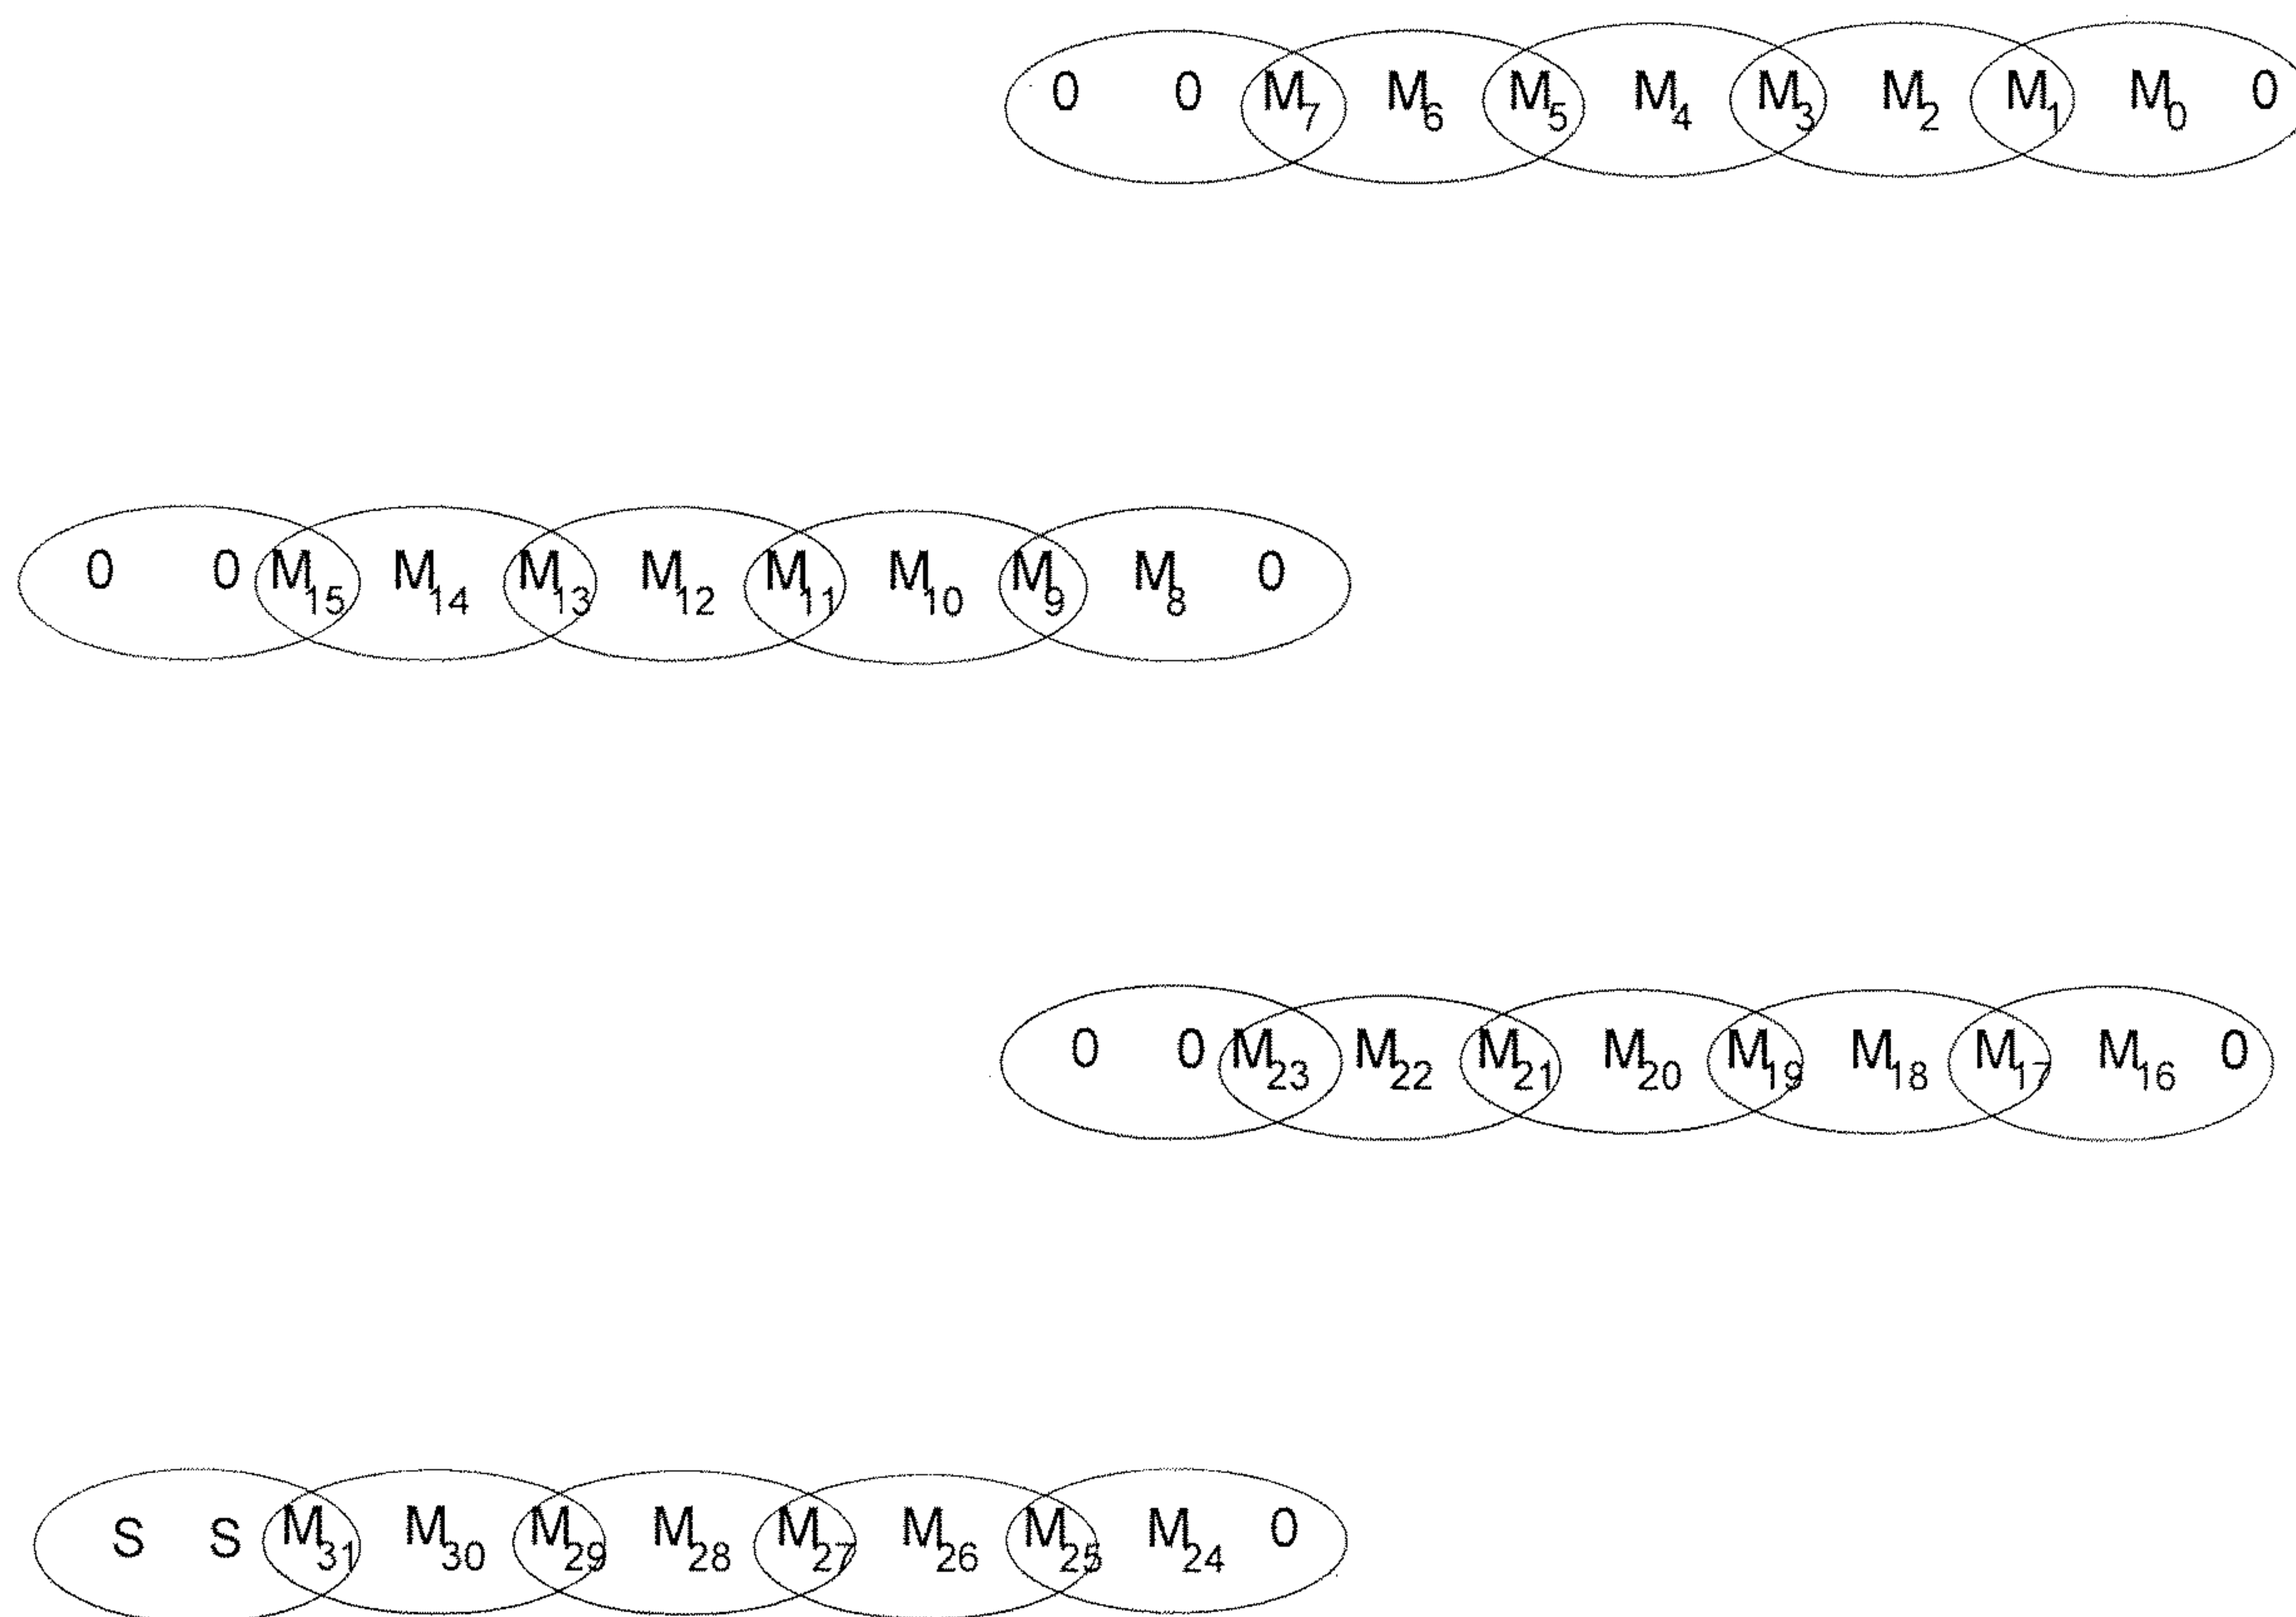 0 0 M₇ M₆ M₅ M₄ M₃ M₂ M₁ M₀ 0
0 0 M₁₅ M₁₄ M₁₃ M₁₂ M₁₁ M₁₀ M₉ M₈ 0
0 0 M₂₃ M₂₂ M₂₁ M₂₀ M₁₉ M₁₈ M₁₇ M₁₆ 0
S S M₃₁ M₃₀ M₂₉ M₂₈ M₂₇ M₂₆ M₂₅ M₂₄ 0